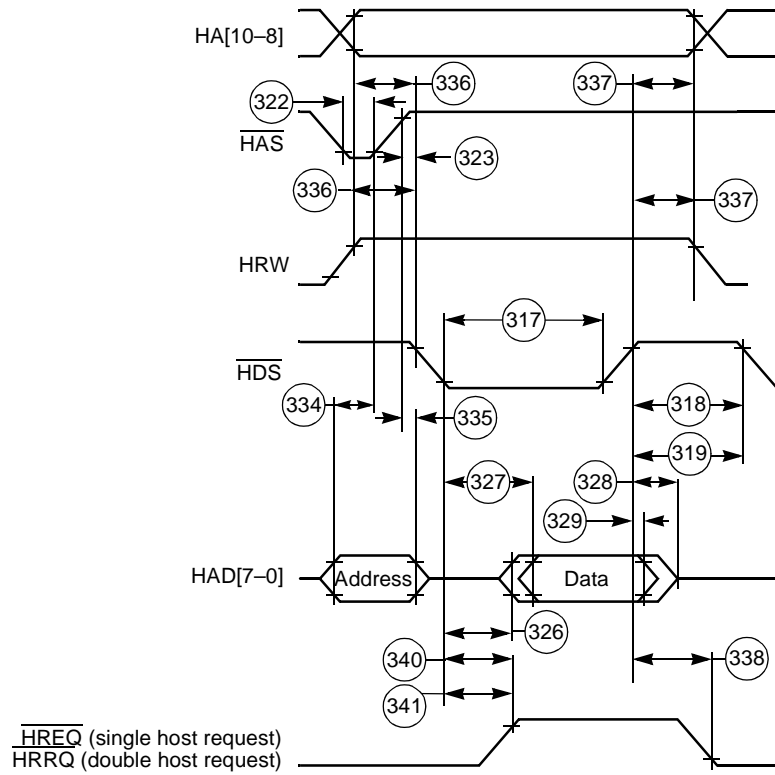 HA[10–8]
336
337
322
HAS
323
336
337
HRW
317
HDS
334
335
318
319
327
328
329
HAD[7–0]
Address
Data
326
340
338
341
HREQ (single host request)
HRRQ (double host request)